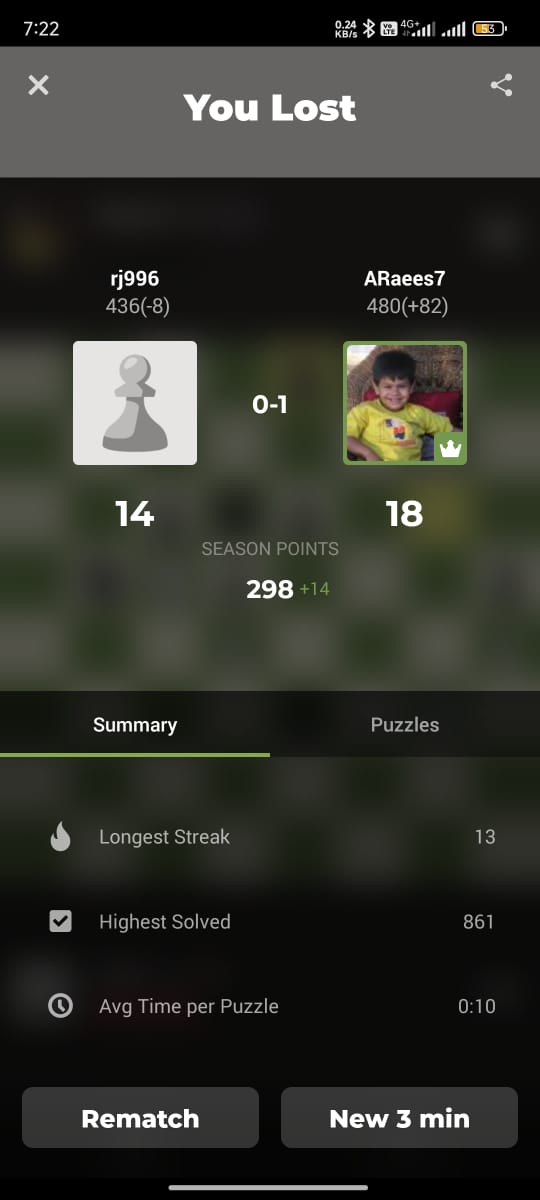 7:22
0.24 KB/s
Vo LTE
4G+
53
You Lost
rj996
ARaees7
436(-8)
480(+82)
0-1
14
18
SEASON POINTS
298 +14
Summary
Puzzles
Longest Streak
13
Highest Solved
861
Avg Time per Puzzle
0:10
Rematch
New 3 min